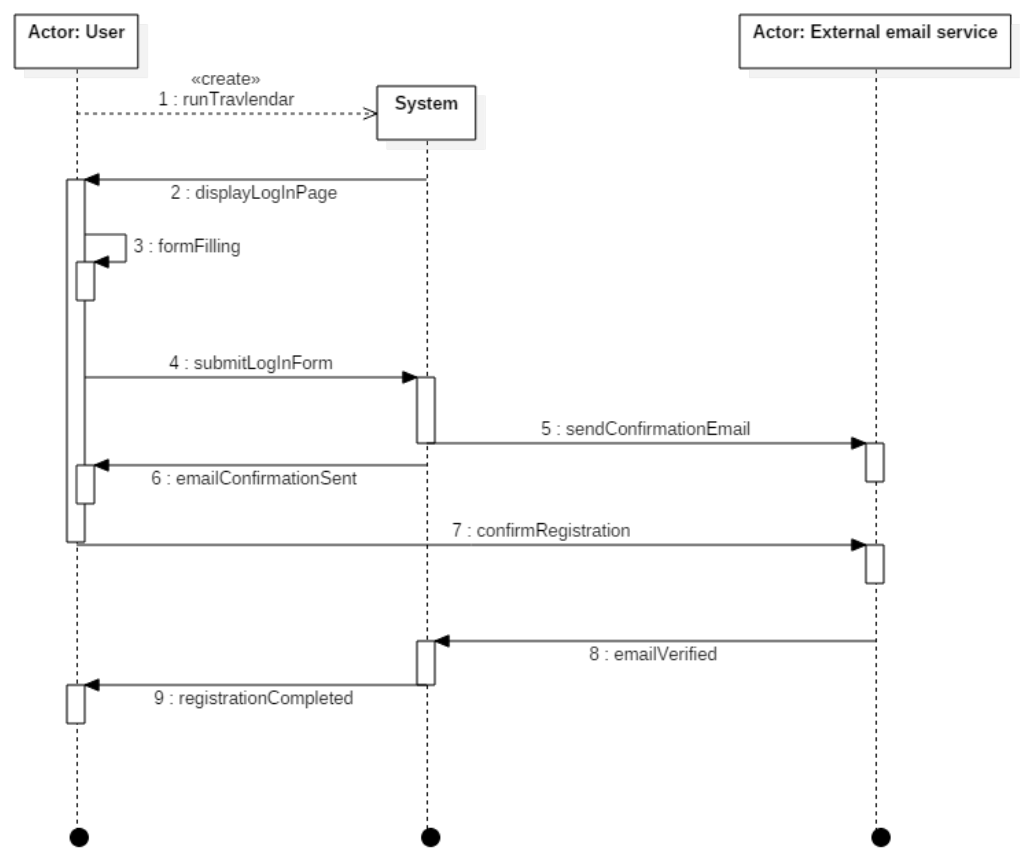 Actor: User
Actor: External email service
«create»
1 : runTravlendar
System
2 : displayLogInPage
3 : formFilling
4 : submitLogInForm
5 : sendConfirmationEmail
6 : emailConfirmationSent
7 : confirmRegistration
8 : emailVerified
9 : registrationCompleted